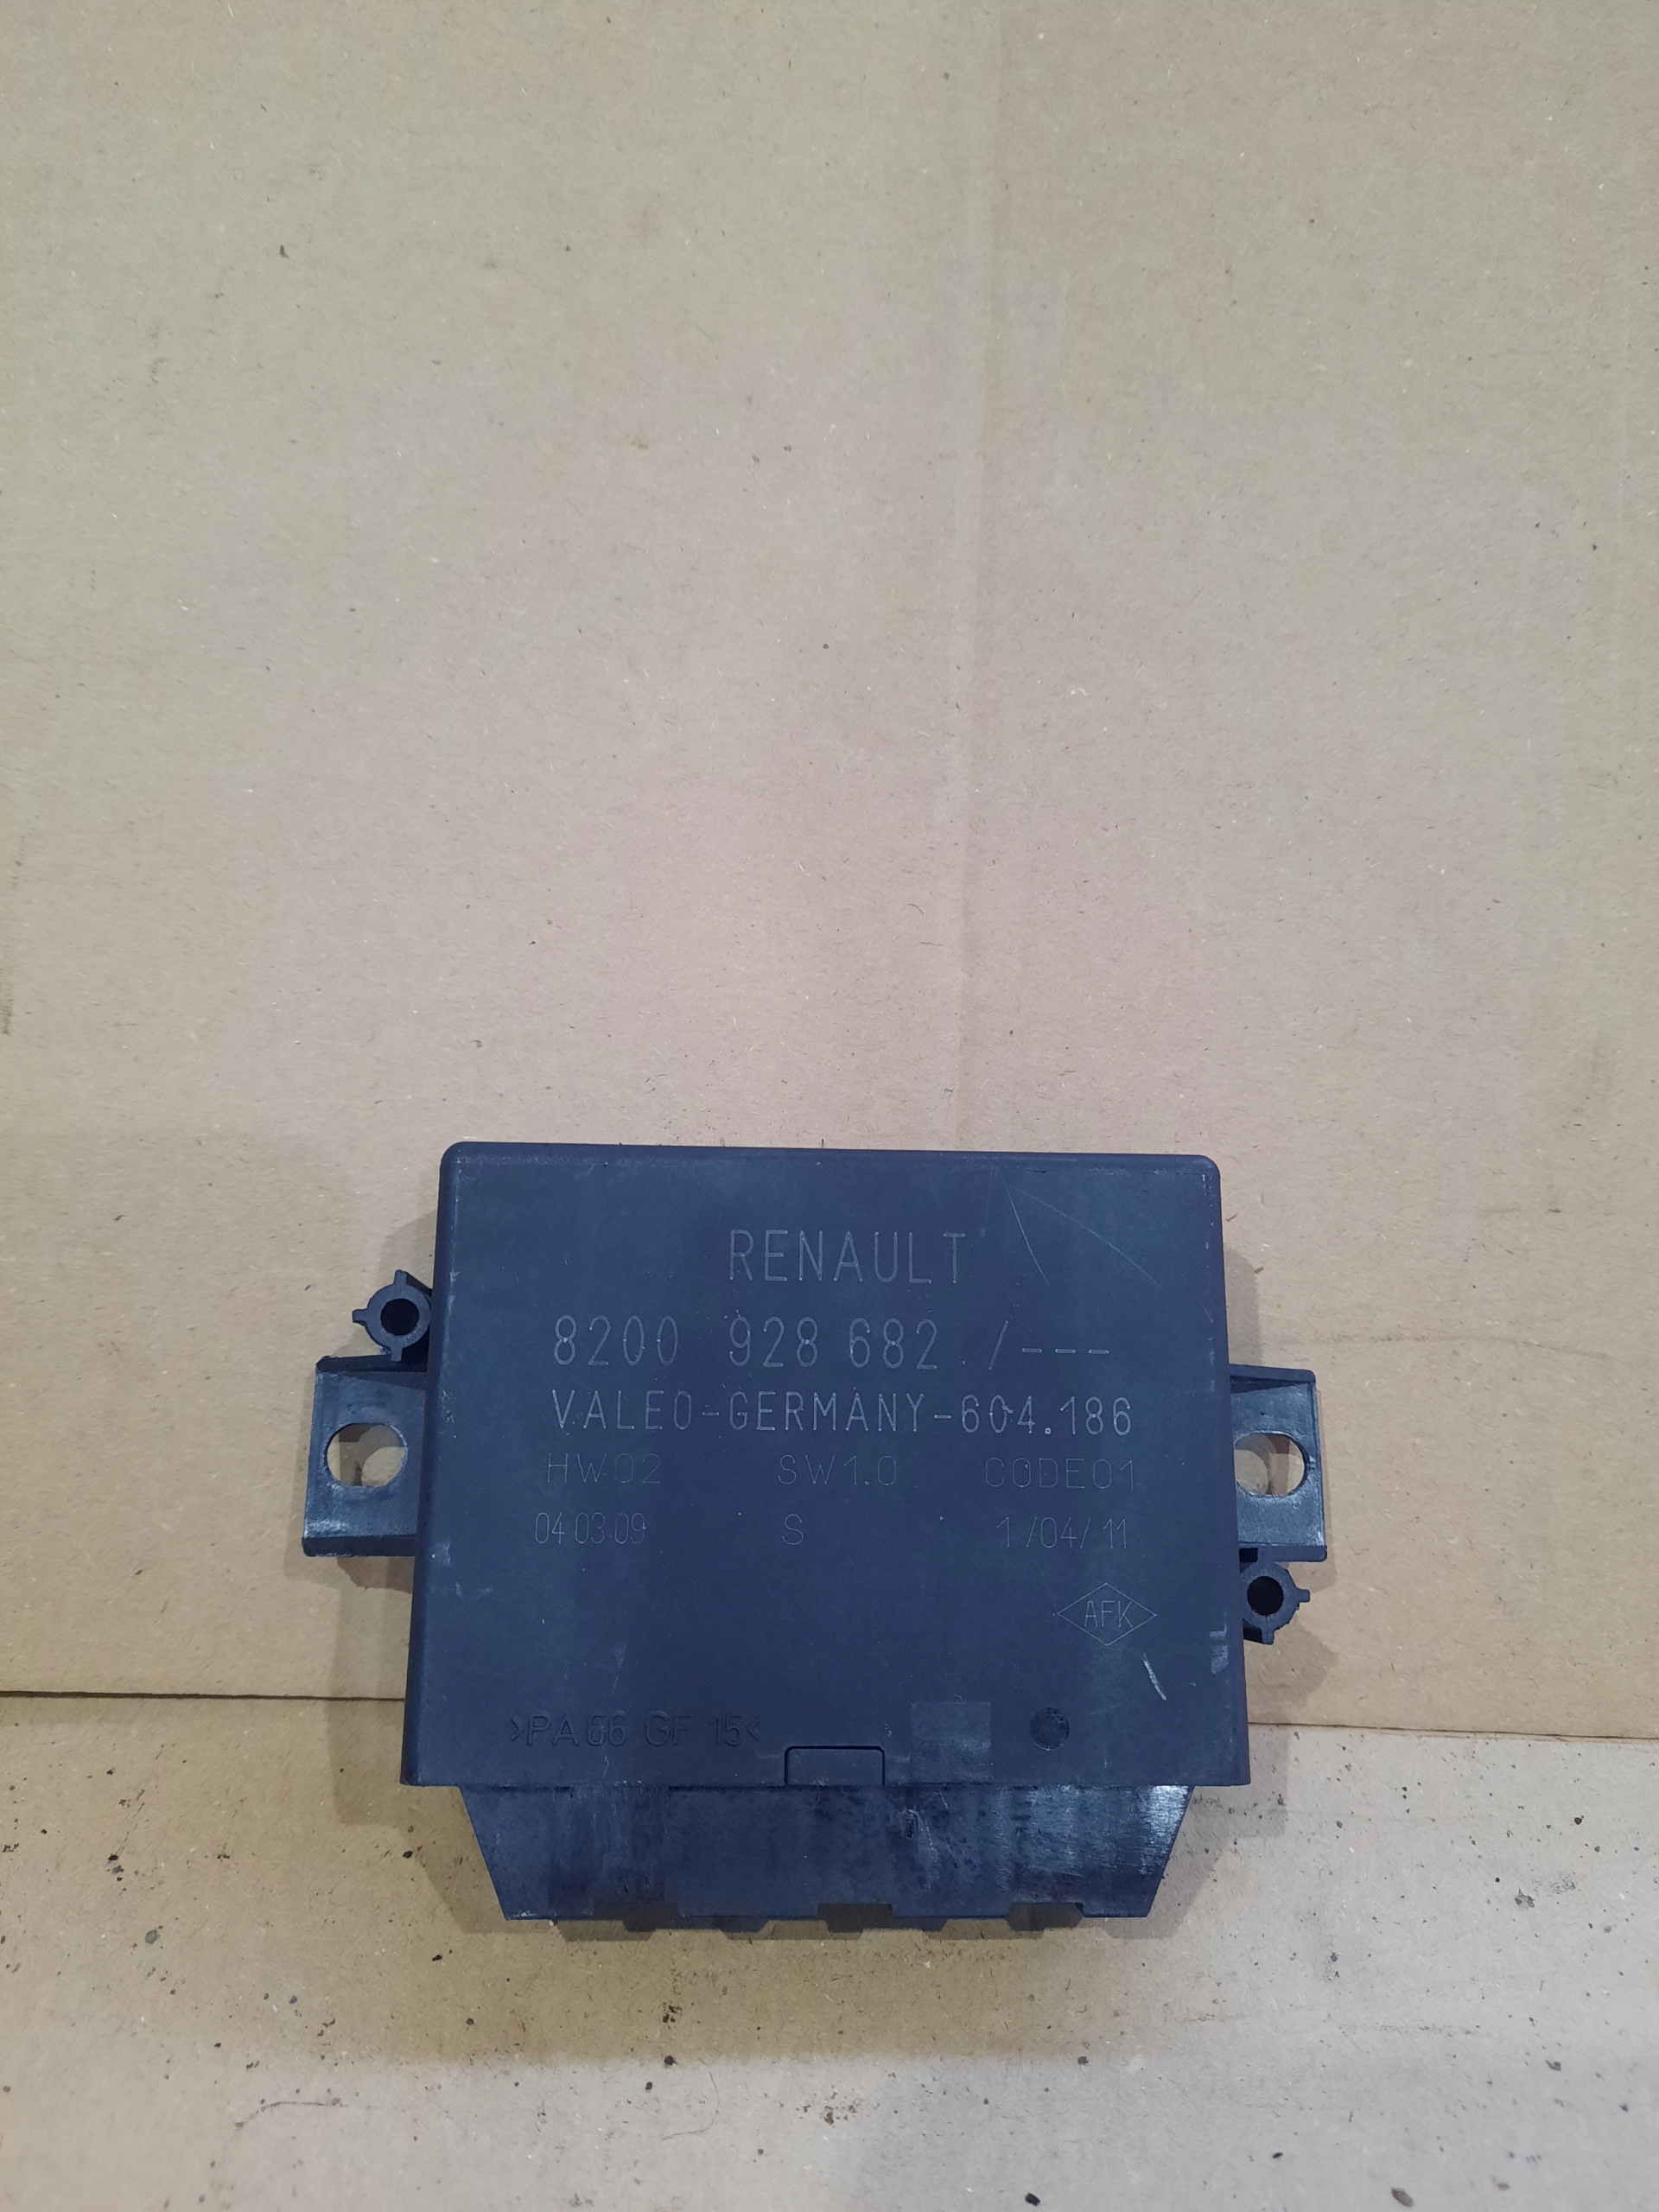 RENAULT
8200 928 682 /---
VALEO-GERMANY-604.186
HW02 SW1.0 CODE01
04 03 09 S 1/04/11
AFK
>PA 66 GF 15<